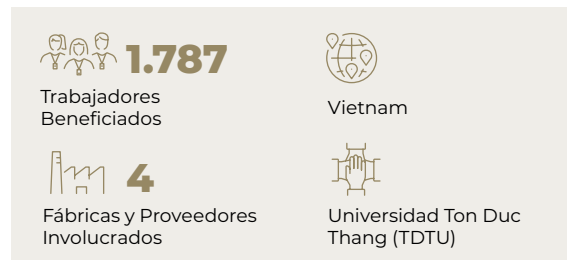 1.787
Trabajadores
Beneficiados
Vietnam
4
Fábricas y Proveedores
Involucrados
Universidad Ton Duc
Thang (TDTU)